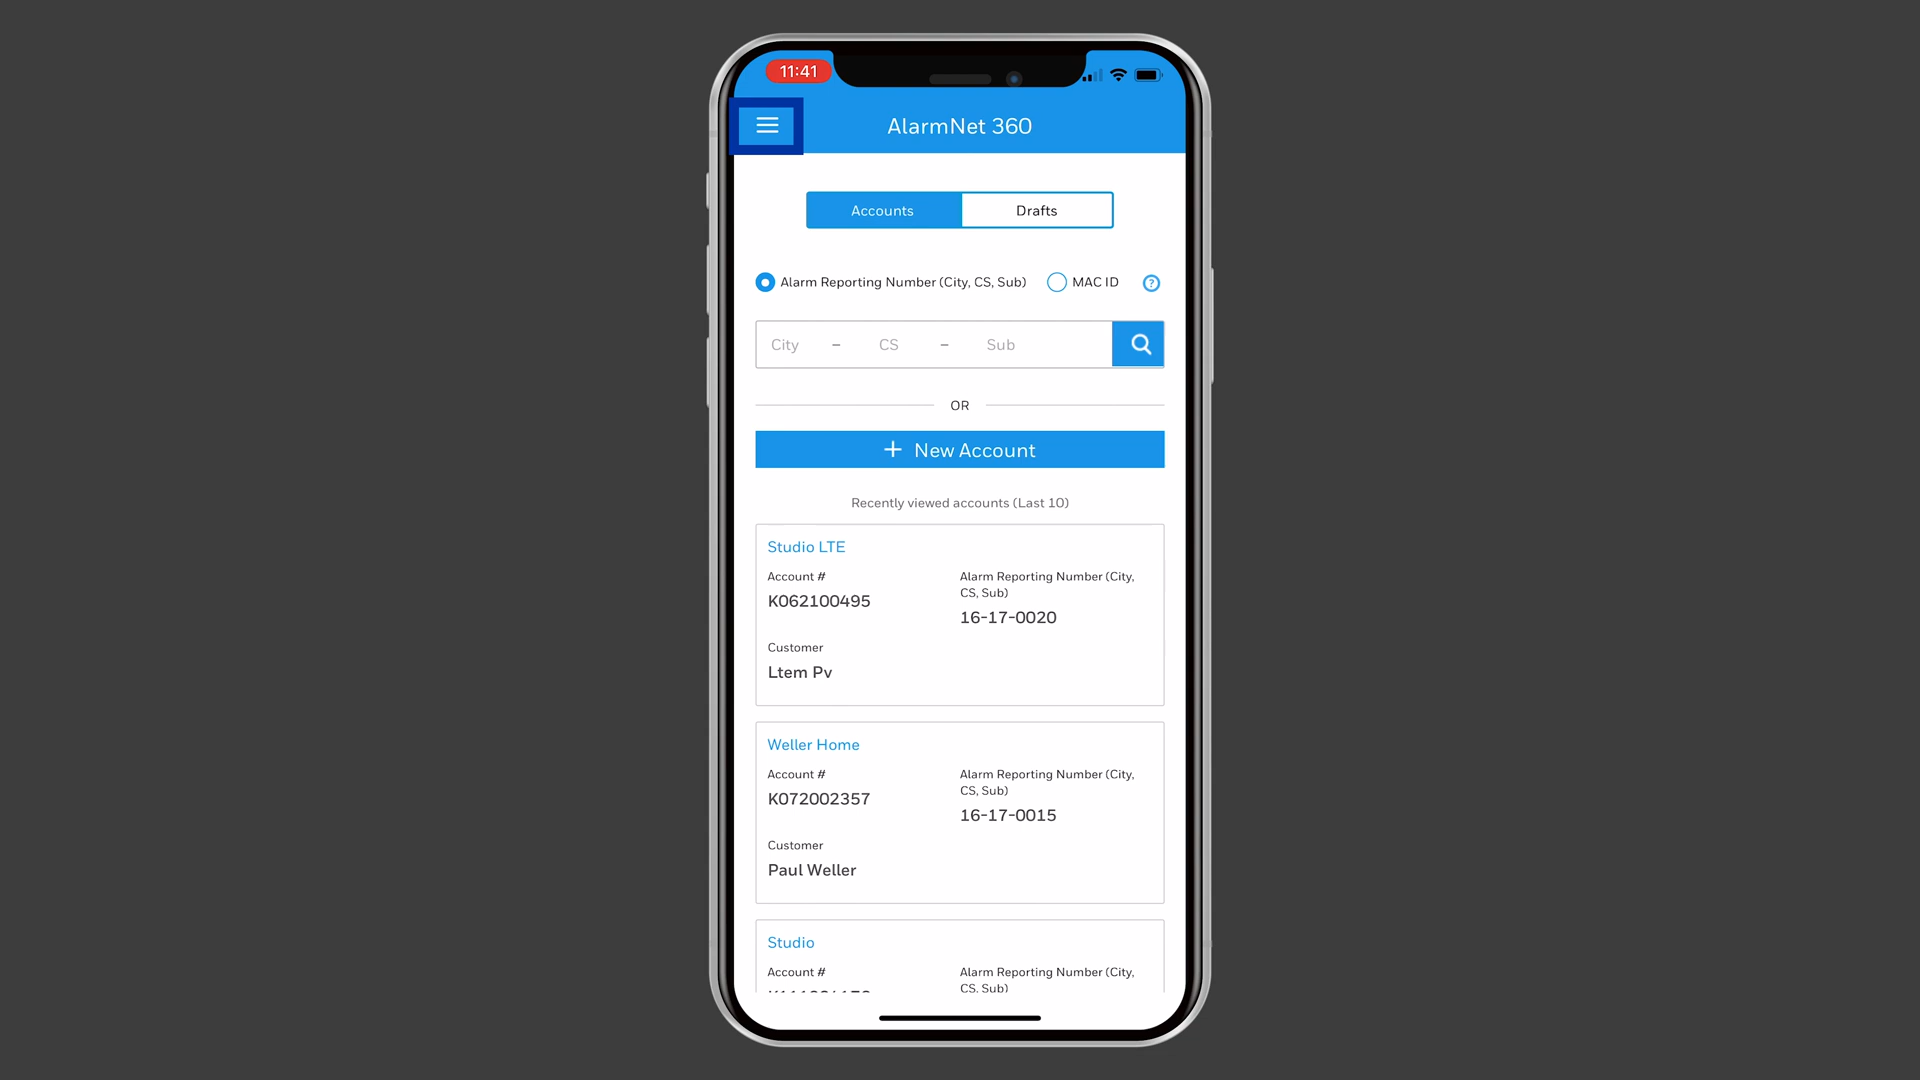 11:41
AlarmNet 360
Accounts
Drafts
Alarm Reporting Number (City, CS, Sub)
MAC ID
?
City - CS - Sub
OR
+ New Account
Recently viewed accounts (Last 10)
Studio LTE
Account #
K062100495
Alarm Reporting Number (City,
CS, Sub)
16-17-0020
Customer
Ltem Pv
Weller Home
Account #
K072002357
Alarm Reporting Number (City,
CS, Sub)
16-17-0015
Customer
Paul Weller
Studio
Account #
Alarm Reporting Number (City,
CS, Sub)